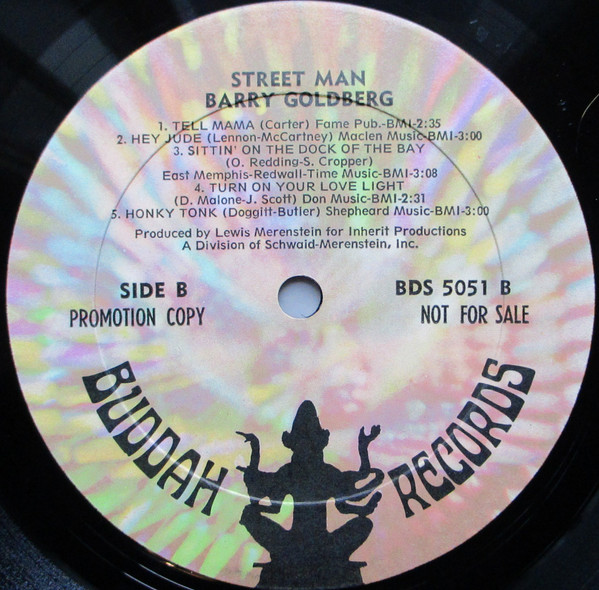 STREET MAN
BARRY GOLDBERG
1. TELL MAMA (Carter) Fame Pub.-BMI-2:35
2. HEY JUDE (Lennon-McCartney) Maclen Music-BMI-3:00
3. SITTIN' ON THE DOCK OF THE BAY
(O. Redding-S. Cropper)
East Memphis-Redwall-Time Music-BMI-3:08
4. TURN ON YOUR LOVE LIGHT
(D. Malone-J. Scott) Don Music-BMI-2:31
5. HONKY TONK (Doggitt-Butler) Shepheard Music-BMI-3:00
Produced by Lewis Merenstein for Inherit Productions
A Division of Schwaid-Merenstein, Inc.
SIDE B
PROMOTION COPY
BDS 5051 B
NOT FOR SALE
BUDDAH RECORDS